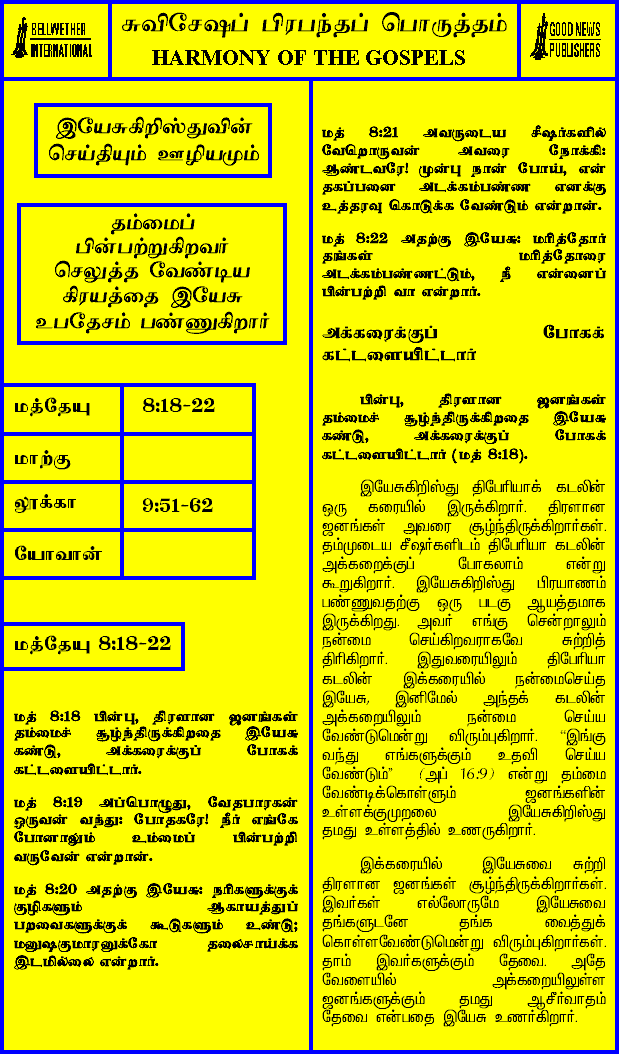 BELLWETHER
INTERNATIONAL
சுவிசேஷப் பிரபந்தப் பொருத்தம்
HARMONY OF THE GOSPELS
GOOD NEWS
PUBLISHERS
இயேசுகிறிஸ்துவின்
செய்தியும் ஊழியமும்
தம்மைப்
பின்பற்றுகிறவர்
செலுத்த வேண்டிய
கிரயத்தை இயேசு
உபதேசம் பண்ணுகிறார்
மத்தேயு 8:18-22
மாற்கு
லூக்கா 9:51-62
யோவான்
மத்தேயு 8:18-22
மத் 8:18 பின்பு, திரளான ஜனங்கள்
தம்மைச் சூழ்ந்திருக்கிறதை இயேசு
கண்டு, அக்கரைக்குப் போகக்
கட்டளையிட்டார்.
மத் 8:19 அப்பொழுது, வேதபாரகன்
ஒருவன் வந்து: போதகரே! நீர் எங்கே
போனாலும் உம்மைப் பின்பற்றி
வருவேன் என்றான்.
மத் 8:20 அதற்கு இயேசு: நரிகளுக்குக்
குழிகளும் ஆகாயத்துப்
பறவைகளுக்குக் கூடுகளும் உண்டு;
மனுஷகுமாரனுக்கோ தலைசாய்க்க
இடமில்லை என்றார்.
மத் 8:21 அவருடைய சீஷர்களில்
வேறொருவன் அவரை நோக்கி:
ஆண்டவரே! முன்பு நான் போய், என்
தகப்பனை அடக்கம்பண்ண எனக்கு
உத்தரவு கொடுக்க வேண்டும் என்றான்.
மத் 8:22 அதற்கு இயேசு: மரித்தோர்
தங்கள் மரித்தோரை
அடக்கம்பண்ணட்டும், நீ என்னைப்
பின்பற்றி வா என்றார்.
அக்கரைக்குப் போகக்
கட்டளையிட்டார்
பின்பு, திரளான ஜனங்கள்
தம்மைச் சூழ்ந்திருக்கிறதை இயேசு
கண்டு, அக்கரைக்குப் போகக்
கட்டளையிட்டார் (மத் 8:18).
இயேசுகிறிஸ்து திபேரியாக் கடலின்
ஒரு கரையில் இருக்கிறார். திரளான
ஜனங்கள் அவரை சூழ்ந்திருக்கிறார்கள்.
தம்முடைய சீஷர்களிடம் திபேரியா கடலின்
அக்கறைக்குப் போகலாம் என்று
கூறுகிறார். இயேசுகிறிஸ்து பிரயாணம்
பண்ணுவதற்கு ஒரு படகு ஆயத்தமாக
இருக்கிறது. அவர் எங்கு சென்றாலும்
நன்மை செய்கிறவராகவே சுற்றித்
திரிகிறார். இதுவரையிலும் திபேரியா
கடலின் இக்கரையில் நன்மைசெய்த
இயேசு, இனிமேல் அந்தக் கடலின்
அக்கறையிலும் நன்மை செய்ய
வேண்டுமென்று விரும்புகிறார். “இங்கு
வந்து எங்களுக்கும் உதவி செய்ய
வேண்டும்” (அப் 16:9) என்று தம்மை
வேண்டிக்கொள்ளும் ஜனங்களின்
உள்ளக்குமுறலை இயேசுகிறிஸ்து
தமது உள்ளத்தில் உணருகிறார்.
இக்கரையில் இயேசுவை சுற்றி
திரளான ஜனங்கள் சூழ்ந்திருக்கிறார்கள்.
இவர்கள் எல்லோருமே இயேசுவை
தங்களுடனே தங்க வைத்துக்
கொள்ளவேண்டுமென்று விரும்புகிறார்கள்.
தாம் இவர்களுக்கும் தேவை. அதே
வேளையில் அக்கறையிலுள்ள
ஜனங்களுக்கும் தமது ஆசீர்வாதம்
தேவை என்பதை இயேசு உணர்கிறார்.